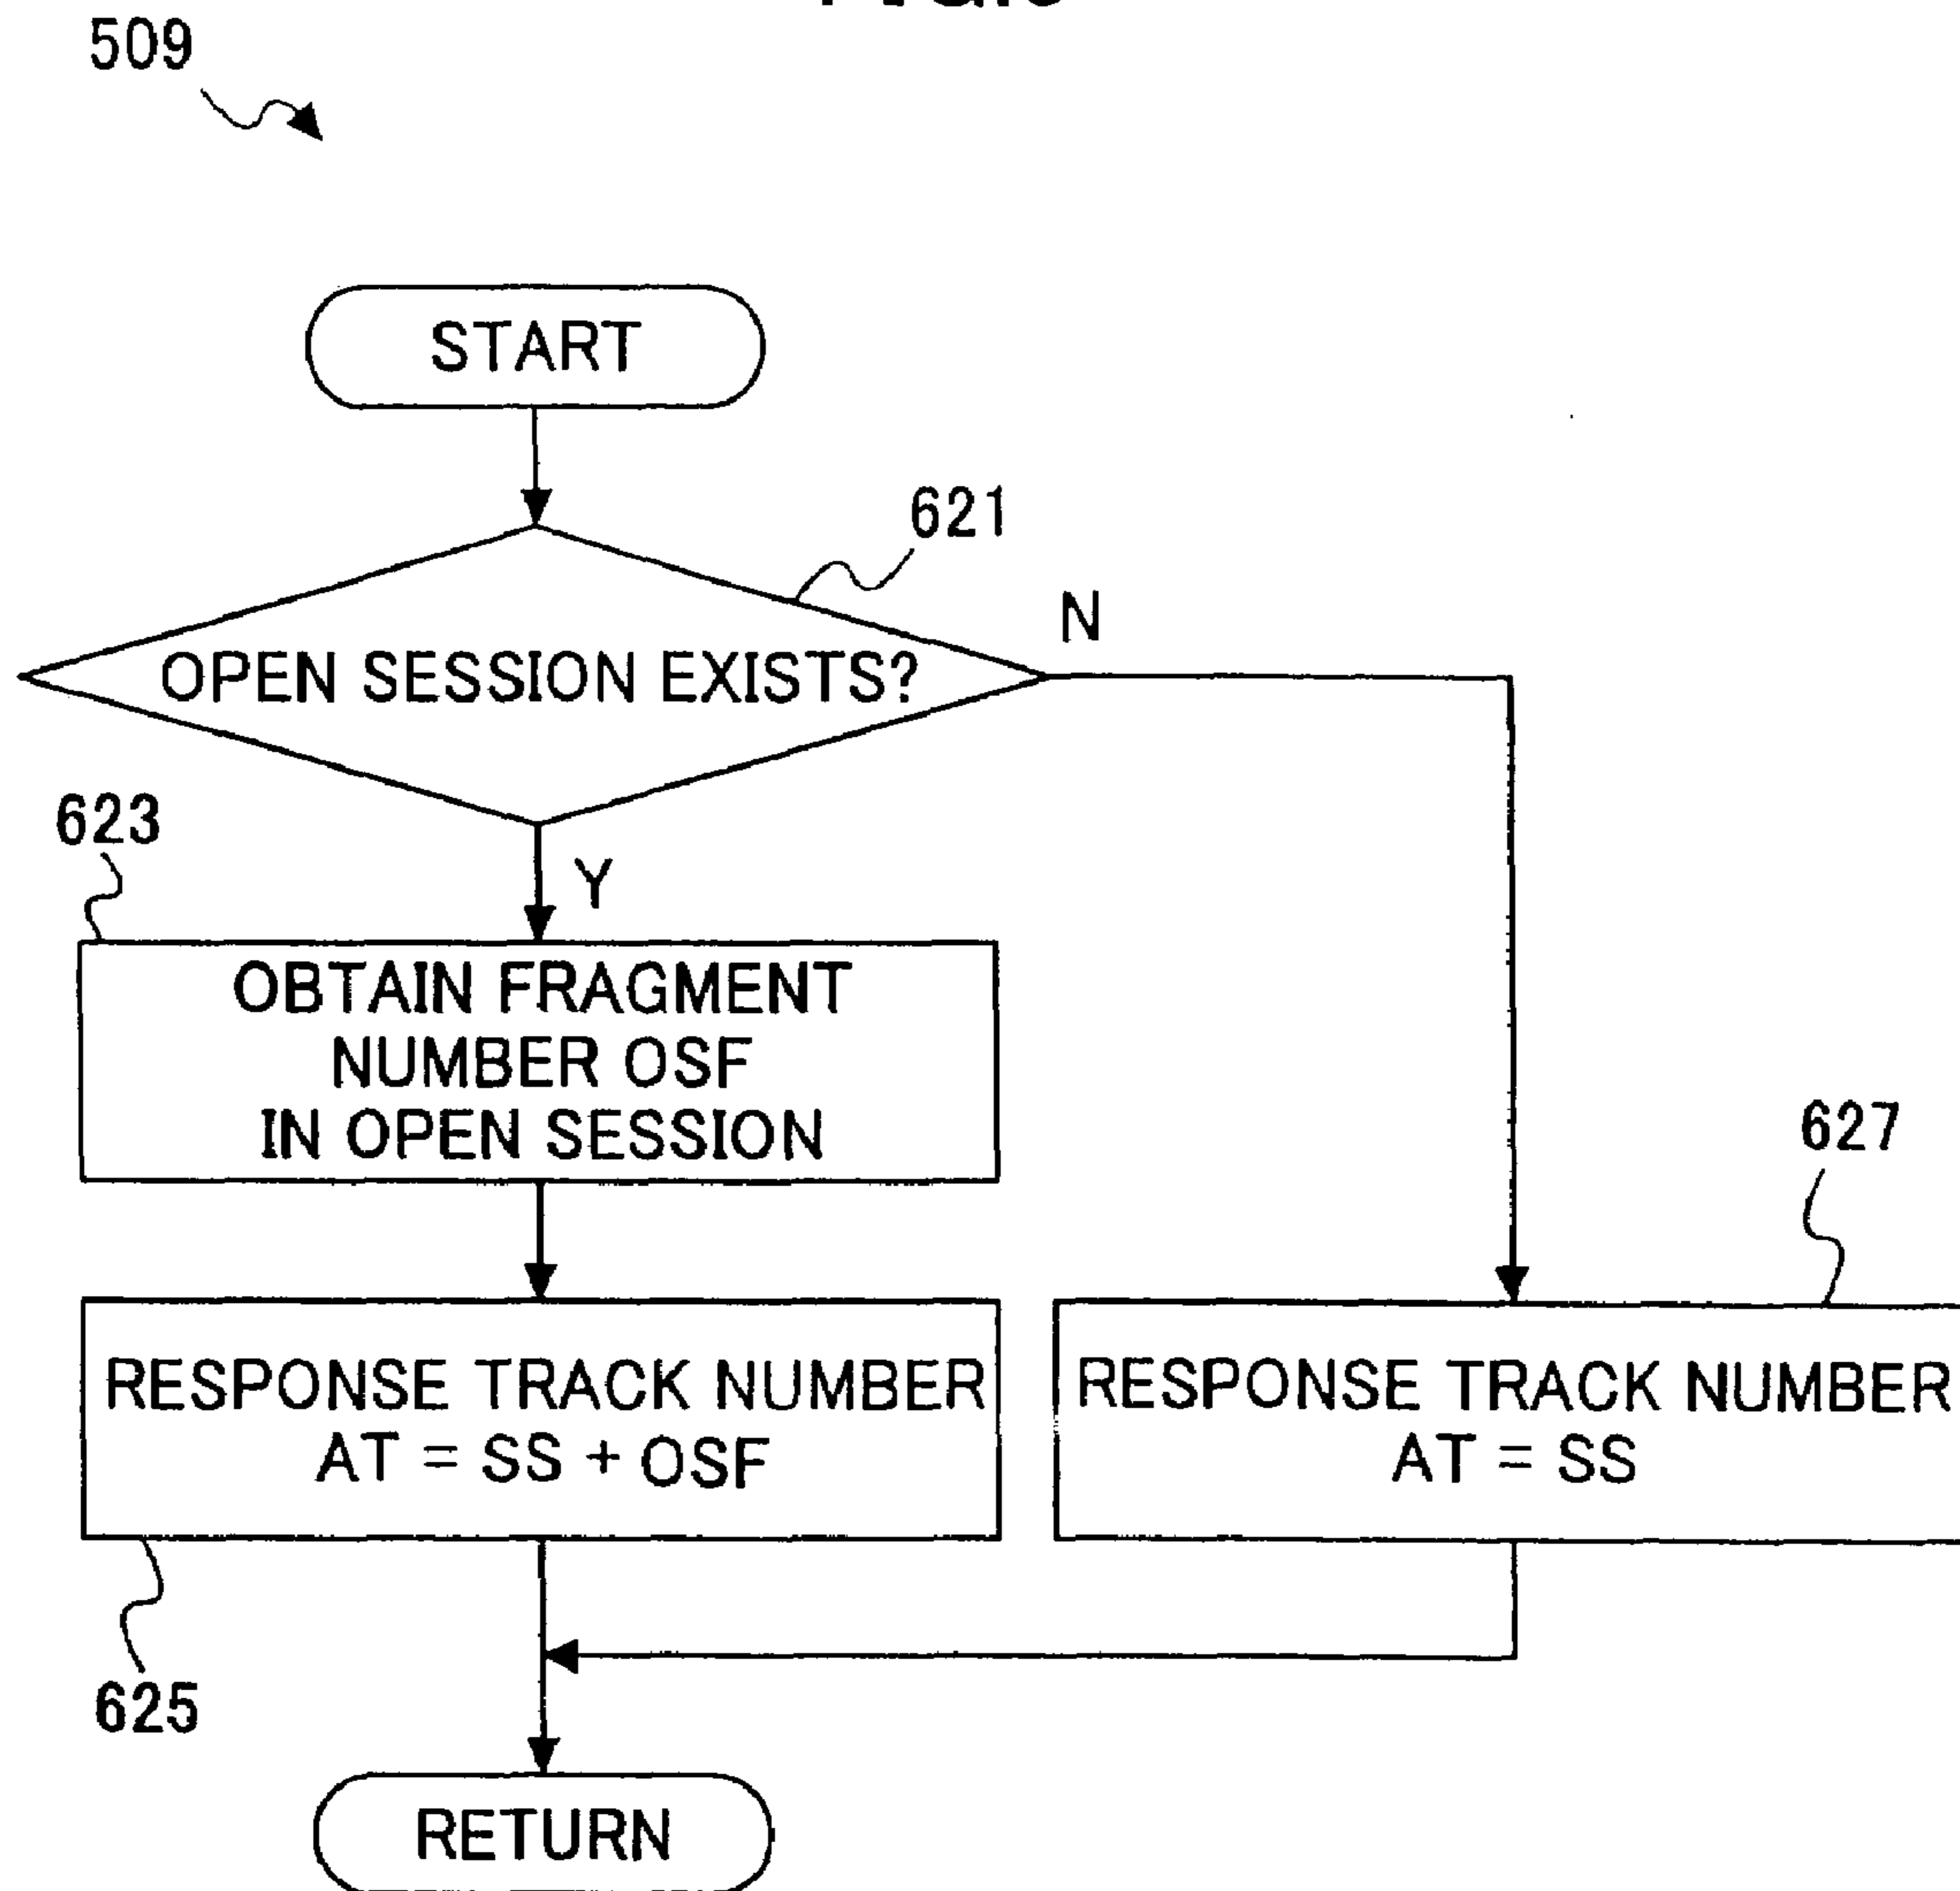 509
START
621
OPEN SESSION EXISTS?
N
623
Y
OBTAIN FRAGMENT
NUMBER OSF
IN OPEN SESSION
627
RESPONSE TRACK NUMBER
AT = SS + OSF
RESPONSE TRACK NUMBER
AT = SS
625
RETURN